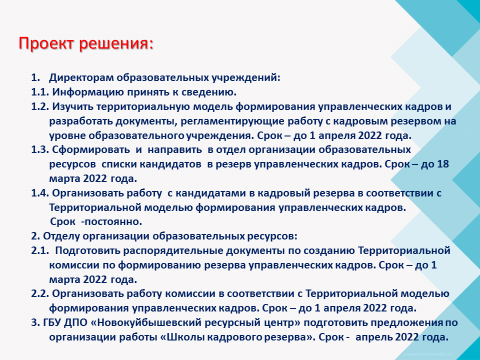 Проект решения:
1. Директорам образовательных учреждений:
1.1. Информацию принять к сведению.
1.2. Изучить территориальную модель формирования управленческих кадров и
разработать документы, регламентирующие работу с кадровым резервом на
уровне образовательного учреждения. Срок – до 1 апреля 2022 года.
1.3. Сформировать и направить в отдел организации образовательных
ресурсов списки кандидатов в резерв управленческих кадров. Срок – до 18
марта 2022 года.
1.4. Организовать работу с кандидатами в кадровый резерва в соответствии с
Территориальной моделью формирования управленческих кадров.
Срок -постоянно.
2. Отделу организации образовательных ресурсов:
2.1. Подготовить распорядительные документы по созданию Территориальной
комиссии по формированию резерва управленческих кадров. Срок – до 1
марта 2022 года.
2.2. Организовать работу комиссии в соответствии с Территориальной моделью
формирования управленческих кадров. Срок – до 1 апреля 2022 года.
3. ГБУ ДПО «Новокуйбышевский ресурсный центр» подготовить предложения по
организации работы «Школы кадрового резерва». Срок - апрель 2022 года.